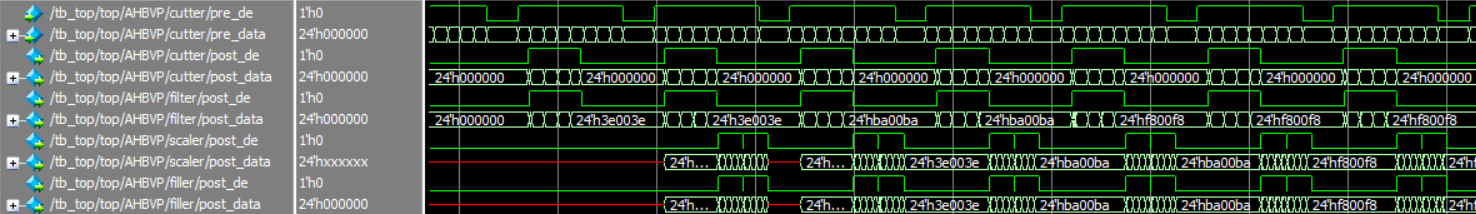 /tb_top/top/AHBVP/cutter/pre_de 1'h0
/tb_top/top/AHBVP/cutter/pre_data 24'h000000
/tb_top/top/AHBVP/cutter/post_de 1'h0
/tb_top/top/AHBVP/cutter/post_data 24'h000000 24'h000000 24'h000000 24'h000000 24'h000000 24'h000000 24'h000000 24'h000000 24'h000000
/tb_top/top/AHBVP/filter/post_de 1'h0
/tb_top/top/AHBVP/filter/post_data 24'h000000 24'h000000 24'h3e003e 24'h3e003e 24'hba00ba 24'hba00ba 24'hf800f8 24'hf800f8 24'hf800f8
/tb_top/top/AHBVP/scaler/post_de 1'h0
/tb_top/top/AHBVP/scaler/post_data 24'hxxxxxx 24'h... 24'h... 24'h3e003e 24'hba00ba 24'hba00ba 24'hf800f8 24'hf
/tb_top/top/AHBVP/filler/post_de 1'h0
/tb_top/top/AHBVP/filler/post_data 24'h000000 24'h... 24'h... 24'h3e003e 24'hba00ba 24'hba00ba 24'hf800f8 24'hf